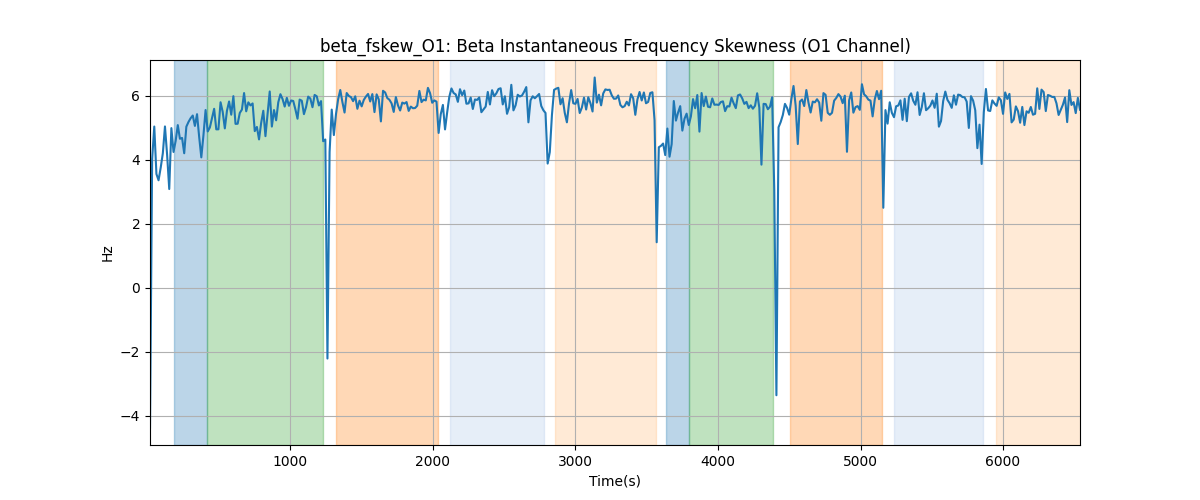 beta_fskew_O1: Beta Instantaneous Frequency Skewness (O1 Channel)
6
4
2
0
−2
−4
Hz
1000 2000 3000 4000 5000 6000
Time(s)